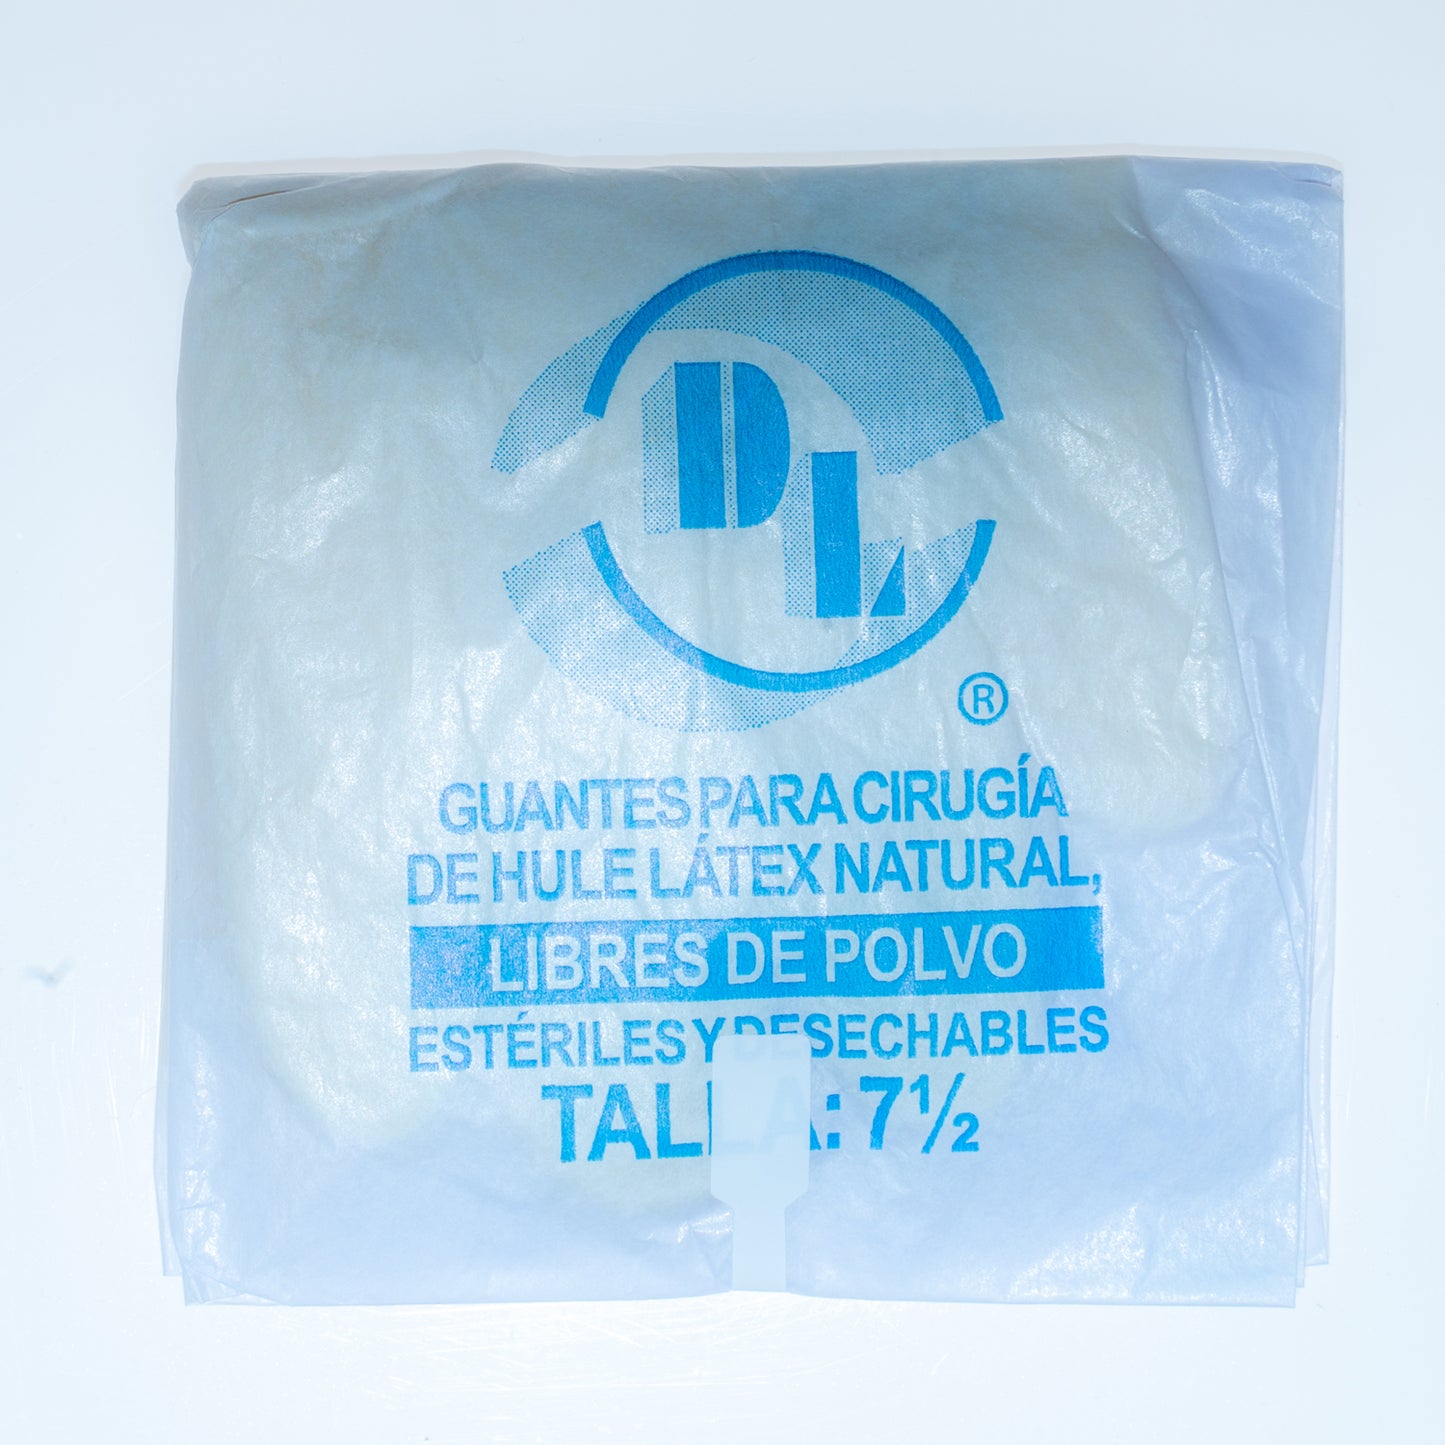 DL
®
GUANTES PARA CIRUGÍA
DE HULE LÁTEX NATURAL,
LIBRES DE POLVO
ESTÉRILES Y DESECHABLES
TALLA: 7½